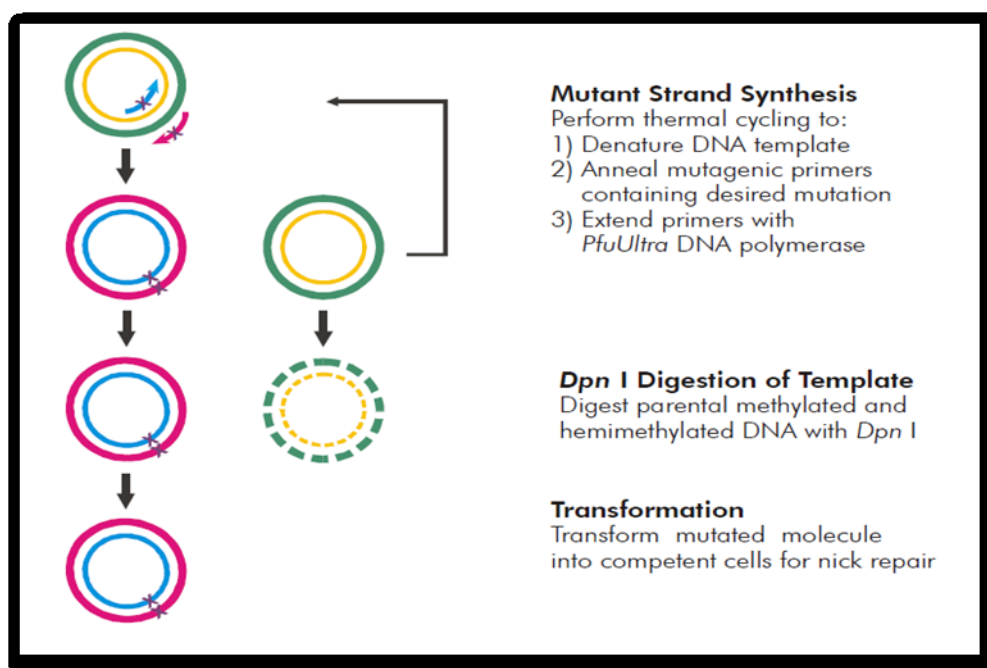 Mutant Strand Synthesis
Perform thermal cycling to:
1) Denature DNA template
2) Anneal mutagenic primers
containing desired mutation
3) Extend primers with
PfuUltra DNA polymerase
Dpn I Digestion of Template
Digest parental methylated and
hemimethylated DNA with Dpn I
Transformation
Transform mutated molecule
into competent cells for nick repair